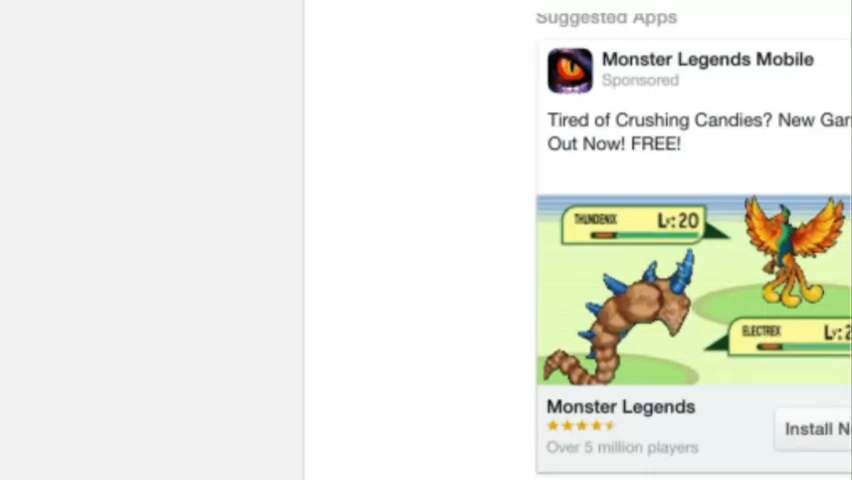 Suggested Apps
Monster Legends Mobile
Sponsored
Tired of Crushing Candies? New
Out Now! FREE!
THUNDENIX Lv:20
ELECTREX
Monster Legends
Install
Over 5 million players